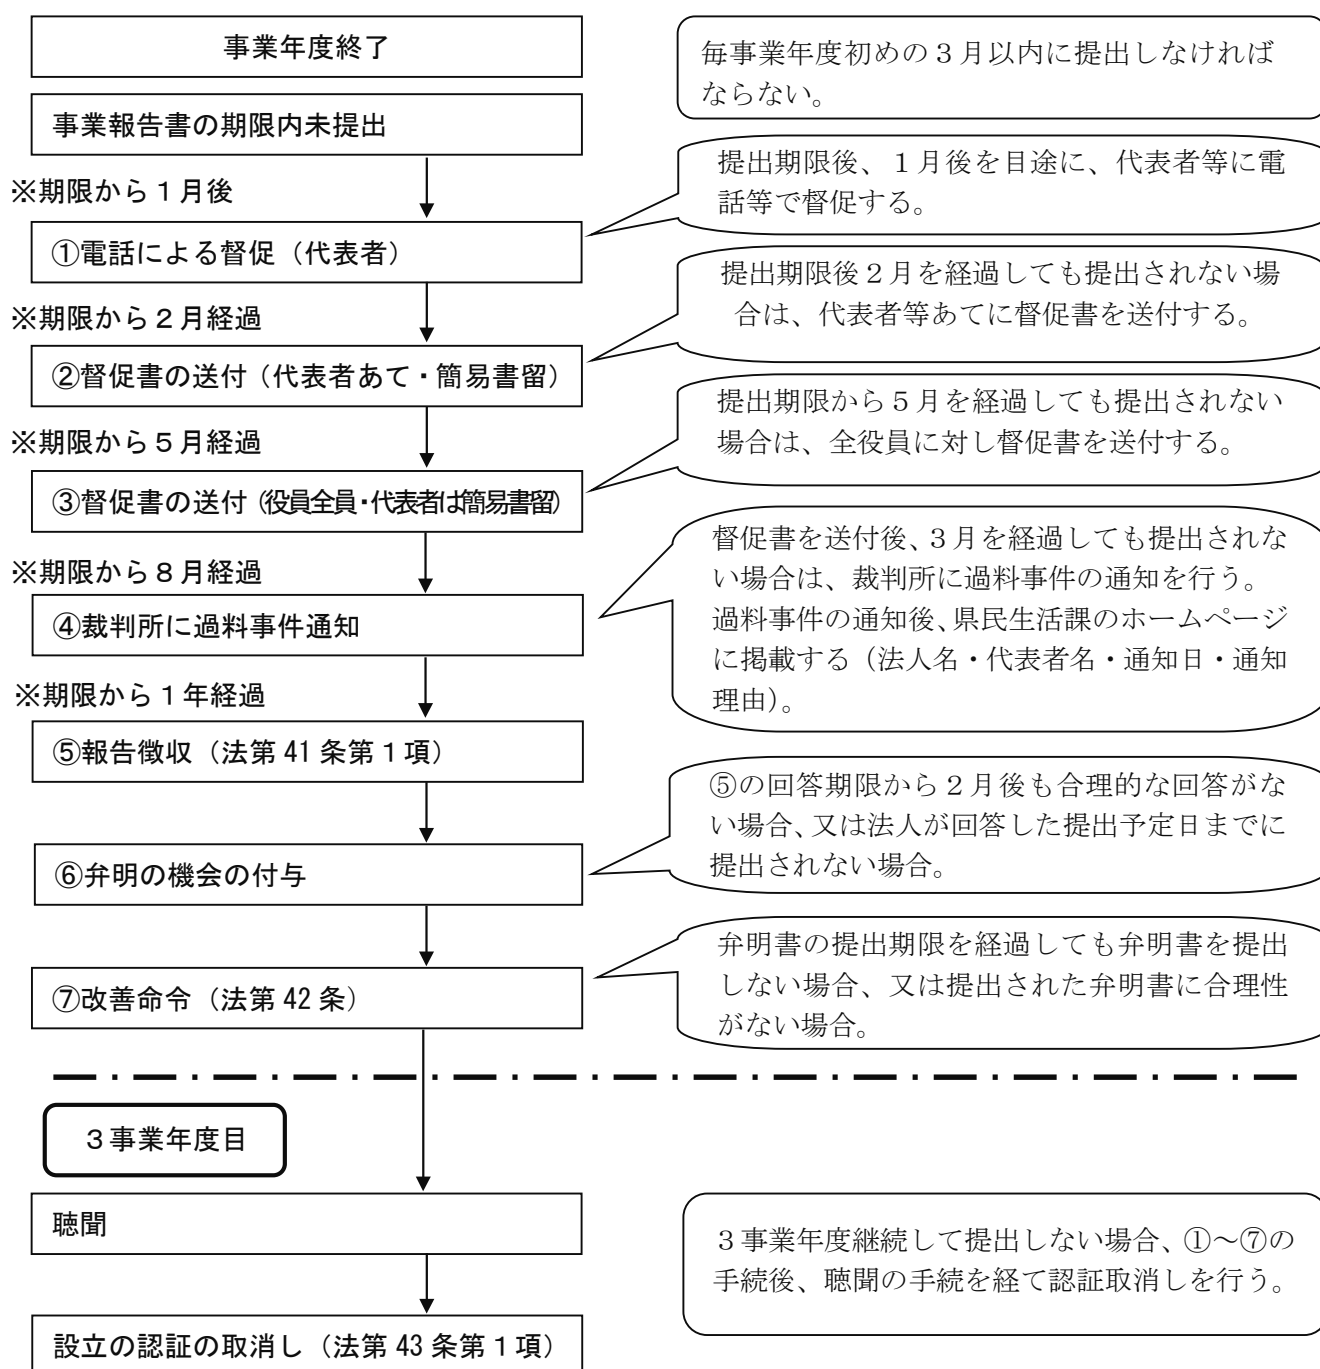 事業年度終了
毎事業年度初めの３月以内に提出しなければ
ならない。
事業報告書の期限内未提出
※期限から１月後
提出期限後、１月後を目途に、代表者等に電
話等で督促する。
①電話による督促（代表者）
※期限から２月経過
提出期限後２月を経過しても提出されない場
合は、代表者等あてに督促書を送付する。
②督促書の送付（代表者あて・簡易書留）
※期限から５月経過
提出期限から５月を経過しても提出されない
場合は、全役員に対し督促書を送付する。
③督促書の送付（役員全員・代表者は簡易書留）
※期限から８月経過
督促書を送付後、３月を経過しても提出されな
い場合は、裁判所に過料事件の通知を行う。
過料事件の通知後、県民生活課のホームページ
に掲載する（法人名・代表者名・通知日・通知
理由）。
④裁判所に過料事件通知
※期限から１年経過
⑤報告徴収（法第 41 条第１項）
⑤の回答期限から２月後も合理的な回答がな
い場合、又は法人が回答した提出予定日までに
提出されない場合。
⑥弁明の機会の付与
弁明書の提出期限を経過しても弁明書を提出
しない場合、又は提出された弁明書に合理性
がない場合。
⑦改善命令（法第 42 条）
３事業年度目
聴聞
３事業年度継続して提出しない場合、①～⑦の
手続後、聴聞の手続を経て認証取消しを行う。
設立の認証の取消し（法第 43 条第１項）